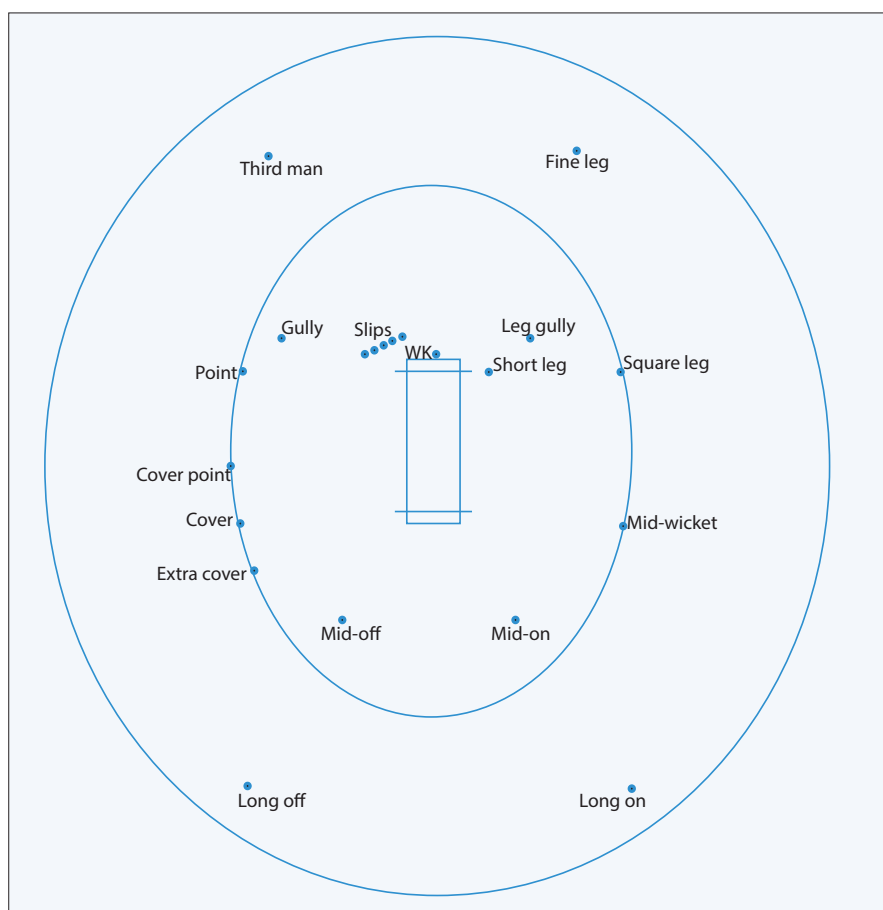 Third man
Fine leg
Gully
Slips
Leg gully
WK
Point
Short leg
Square leg
Cover point
Cover
Mid-wicket
Extra cover
Mid-off
Mid-on
Long off
Long on